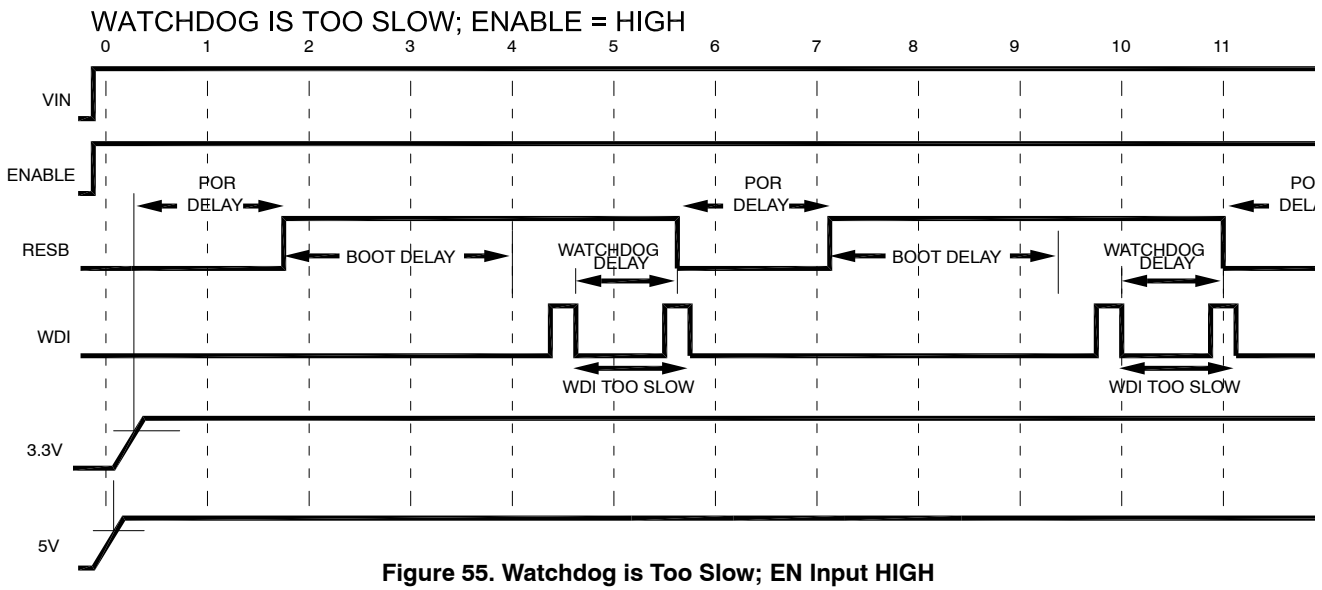 WATCHDOG IS TOO SLOW; ENABLE = HIGH
0 1 2 3 4 5 6 7 8 9 10 11
VIN
ENABLE
POR
DELAY
POR
DELAY
PO
DELA
RESB
BOOT DELAY
WATCHDOG
DELAY
BOOT DELAY
WATCHDOG
DELAY
WDI
WDI TOO SLOW
WDI TOO SLOW
3.3V
5V
Figure 55. Watchdog is Too Slow; EN Input HIGH